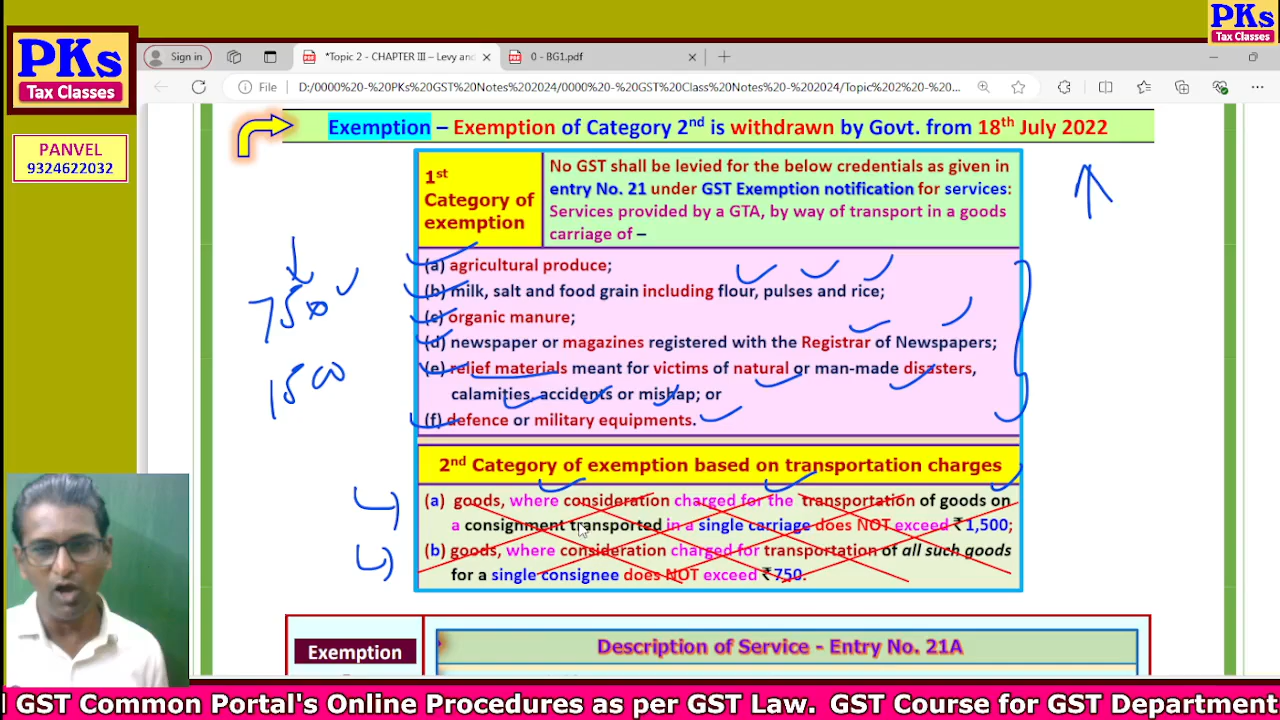 PKs
Tax Classes
PKs
Tax Classes
Sign in
*Topic 2 - CHAPTER III – Levy and
0 - BG1.pdf
File
D:/0000%20-%20PKs%20GST%20Notes%202024/0000%20-%20GST%20Class%20Notes%20-%202024/Topic%202%20-%20...
PANVEL
9324622032
Exemption – Exemption of Category 2nd is withdrawn by Govt. from 18th July 2022
1st
Category of
exemption
No GST shall be levied for the below credentials as given in
entry No. 21 under GST Exemption notification for services:
Services provided by a GTA, by way of transport in a goods
carriage of –
(a) agricultural produce;
(b) milk, salt and food grain including flour, pulses and rice;
(c) organic manure;
(d) newspaper or magazines registered with the Registrar of Newspapers;
(e) relief materials meant for victims of natural or man-made disasters,
calamities, accidents or mishap; or
(f) defence or military equipments.
750
1500
2nd Category of exemption based on transportation charges
(a) goods, where consideration charged for the transportation of goods on
a consignment transported in a single carriage does NOT exceed ₹ 1,500;
(b) goods, where consideration charged for transportation of all such goods
for a single consignee does NOT exceed ₹ 750.
Exemption
Description of Service - Entry No. 21A
GST Common Portal's Online Procedures as per GST Law. GST Course for GST Department